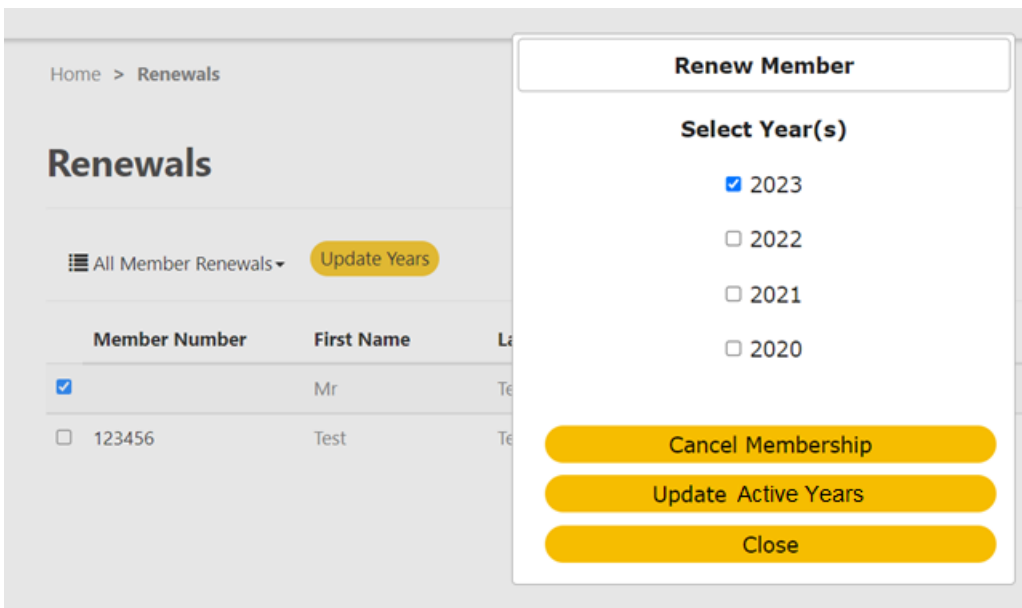 Home > Renewals
Renewals
All Member Renewals
Update Years
Member Number First Name
Mr
123456 Test
Renew Member
Select Year(s)
2023
2022
2021
2020
Cancel Membership
Update Active Years
Close